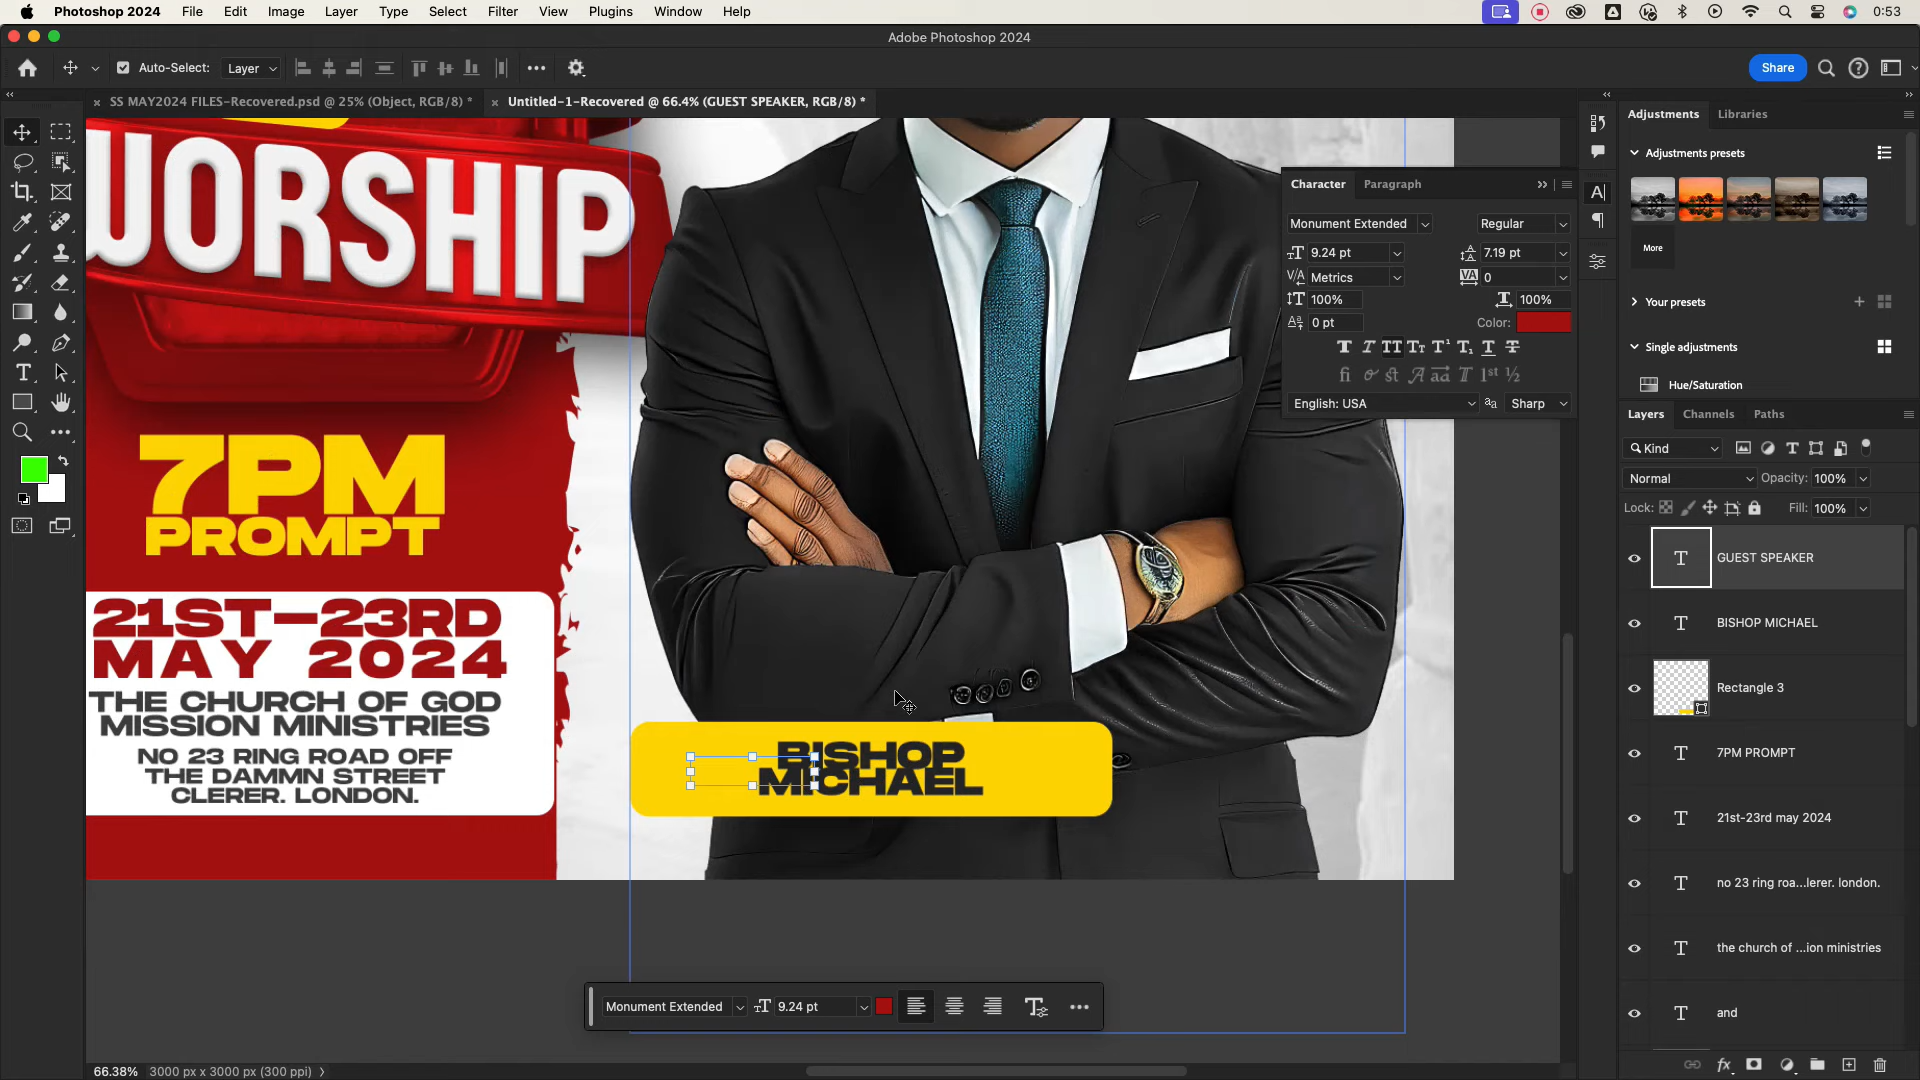 Photoshop 2024 File Edit Image Layer Type Select Filter View Plugins Window Help 0:53
Adobe Photoshop 2024
Auto-Select: Layer Share
SS MAY2024 FILES-Recovered.psd @ 25% (Object, RGB/8) * Untitled-1-Recovered @ 66.4% (GUEST SPEAKER, RGB/8) *
WORSHIP
7PM
PROMPT
21ST-23RD
MAY 2024
THE CHURCH OF GOD
MISSION MINISTRIES
NO 23 RING ROAD OFF
THE DAMMN STREET
CLERER. LONDON.
BISHOP
MICHAEL
Character Paragraph
Monument Extended Regular
9.24 pt 7.19 pt
Metrics 0
100% 100%
0 pt Color:
English: USA Sharp
Adjustments Libraries
Adjustments presets
More
Your presets
Single adjustments
Hue/Saturation
Layers Channels Paths
Kind
Normal Opacity: 100%
Lock: Fill: 100%
GUEST SPEAKER
BISHOP MICHAEL
Rectangle 3
7PM PROMPT
21st-23rd may 2024
no 23 ring roa...lerer. london.
the church of ...ion ministries
and
Monument Extended 9.24 pt
66.38% 3000 px x 3000 px (300 ppi)